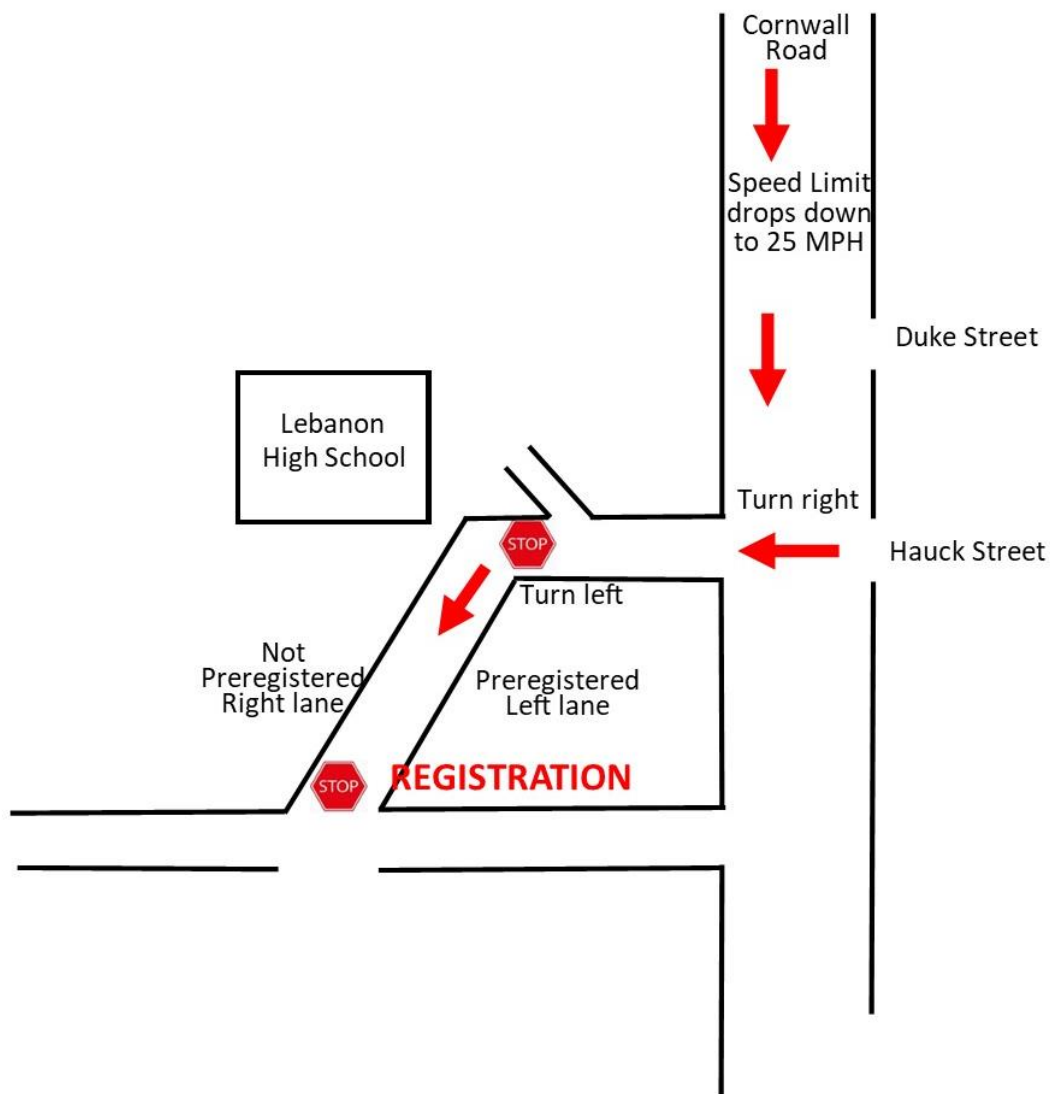 Cornwall
Road
Speed Limit
drops down
to 25 MPH
Duke Street
Lebanon
High School
Turn right
STOP
Hauck Street
Turn left
Not
Preregistered
Right lane
Preregistered
Left lane
STOP
REGISTRATION